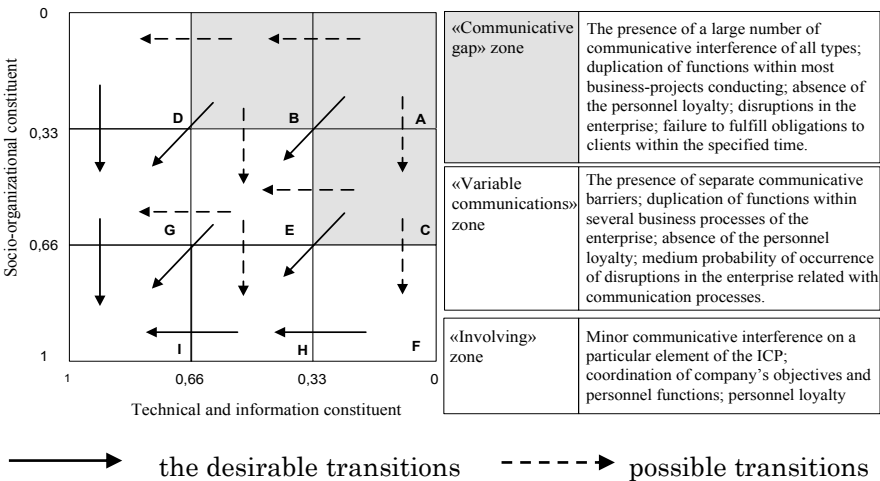 0
0,33
0,66
1
Socio-organizational constituent
D
B
A
G
E
C
I
H
F
1
0,66
0,33
0
Technical and information constituent
«Communicative
gap» zone
The presence of a large number of
communicative interference of all types;
duplication of functions within most
business-projects conducting; absence of
the personnel loyalty; disruptions in the
enterprise; failure to fulfill obligations to
clients within the specified time.
«Variable
communications»
zone
The presence of separate communicative
barriers; duplication of functions within
several business processes of the
enterprise; absence of the personnel
loyalty; medium probability of occurrence
of disruptions in the enterprise related with
communication processes.
«Involving»
zone
Minor communicative interference on a
particular element of the ICP;
coordination of company's objectives and
personnel functions; personnel loyalty
the desirable transitions
possible transitions